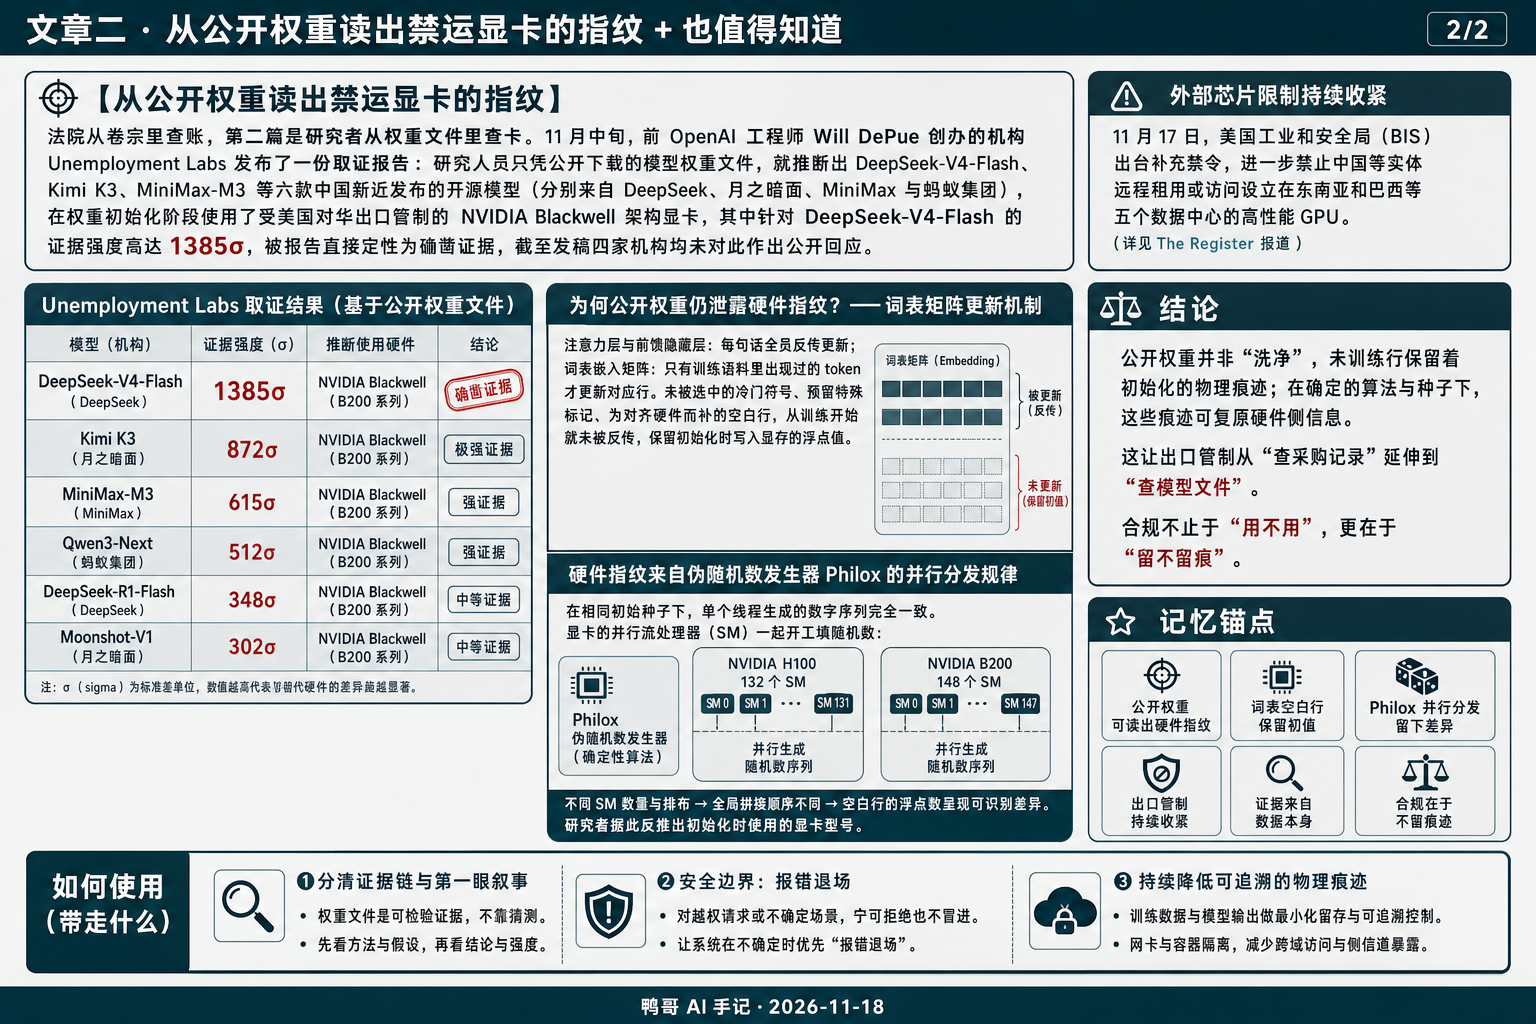 文章二 · 从公开权重读出禁运显卡的指纹 + 也值得知道
2/2
【从公开权重读出禁运显卡的指纹】
法院从卷宗里查账，第二篇是研究者从权重文件里查卡。11 月中旬，前 OpenAI 工程师 Will DePue 创办的机构
Unemployment Labs 发布了一份取证报告：研究人员只凭公开下载的模型权重文件，就推断出 DeepSeek-V4-Flash、
Kimi K3、MiniMax-M3 等六款中国新近发布的开源模型（分别来自 DeepSeek、月之暗面、MiniMax 与蚂蚁集团），
在权重初始化阶段使用了受美国对华出口管制的 NVIDIA Blackwell 架构显卡，其中针对 DeepSeek-V4-Flash 的
证据强度高达 1385σ，被报告直接定性为确凿证据，截至发稿四家机构均未对此作出公开回应。
外部芯片限制持续收紧
11 月 17 日，美国工业和安全局（BIS）
出台补充禁令，进一步禁止中国等实体
远程租用或访问设立在东南亚和巴西等
五个数据中心的高性能 GPU。
（详见 The Register 报道）
Unemployment Labs 取证结果（基于公开权重文件）
模型（机构） 证据强度（σ） 推断使用硬件 结论
DeepSeek-V4-Flash
（DeepSeek）
1385σ
NVIDIA Blackwell
（B200 系列）
确凿证据
Kimi K3
（月之暗面）
872σ
NVIDIA Blackwell
（B200 系列）
极强证据
MiniMax-M3
（MiniMax）
615σ
NVIDIA Blackwell
（B200 系列）
强证据
Qwen3-Next
（蚂蚁集团）
512σ
NVIDIA Blackwell
（B200 系列）
强证据
DeepSeek-R1-Flash
（DeepSeek）
348σ
NVIDIA Blackwell
（B200 系列）
中等证据
Moonshot-V1
（月之暗面）
302σ
NVIDIA Blackwell
（B200 系列）
中等证据
注：σ（sigma）为标准差单位，数值越高代表 代硬件的差异 越显著。
为何公开权重仍泄露硬件指纹？—— 词表矩阵更新机制
注意力层与前馈隐藏层：每句话全员反传更新；
词表嵌入矩阵：只有训练语料里出现过的 token
才更新对应行。未被选中的冷门符号、预留特殊
标记、为对齐硬件而补的空白行，从训练开始
就未被反传，保留初始化时写入显存的浮点值。
词表矩阵（Embedding）
被更新
（反传）
未更新
（保留初值）
硬件指纹来自伪随机数发生器 Philox 的并行分发规律
在相同初始种子下，单个线程生成的数字序列完全一致。
显卡的并行流处理器（SM）一起开工填随机数：
Philox
伪随机数发生器
（确定性算法）
NVIDIA H100
132 个 SM
SM 0 SM 1 ··· SM 131
并行生成
随机数序列
NVIDIA B200
148 个 SM
SM 0 SM 1 ··· SM 147
并行生成
随机数序列
不同 SM 数量与排布 → 全局拼接顺序不同 → 空白行的浮点数呈现可识别差异。
研究者据此反推出初始化时使用的显卡型号。
结论
公开权重并非“洗净”，未训练行保留着
初始化的物理痕迹；在确定的算法与种子下，
这些痕迹可复原硬件侧信息。
这让出口管制从“查采购记录”延伸到
“查模型文件”。
合规不止于“用不用”，更在于
“留不留痕”。
记忆锚点
公开权重
可读出硬件指纹
词表空白行
保留初值
Philox 并行分发
留下差异
出口管制
持续收紧
证据来自
数据本身
合规在于
不留痕迹
如何使用
（带走什么）
❶分清证据链与第一眼叙事
• 权重文件是可检验证据，不靠猜测。
• 先看方法与假设，再看结论与强度。
❷安全边界：报错退场
• 对越权请求或不确定场景，宁可拒绝也不冒进。
• 让系统在不确定时优先“报错退场”。
❸ 持续降低可追溯的物理痕迹
• 训练数据与模型输出做最小化留存与可追溯控制。
• 网卡与容器隔离，减少跨域访问与侧信道暴露。
鸭哥 AI 手记 · 2026-11-18